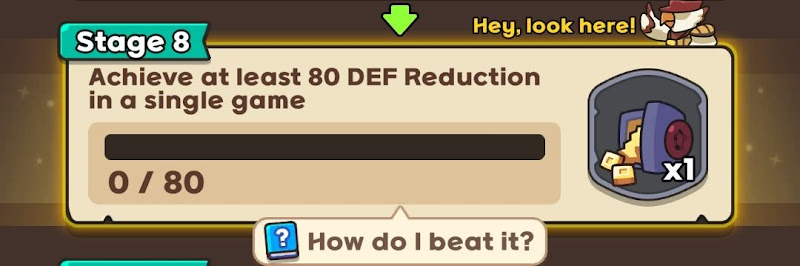 Hey, look here!
Stage 8
Achieve at least 80 DEF Reduction
in a single game
x1
0 / 80
? How do I beat it?